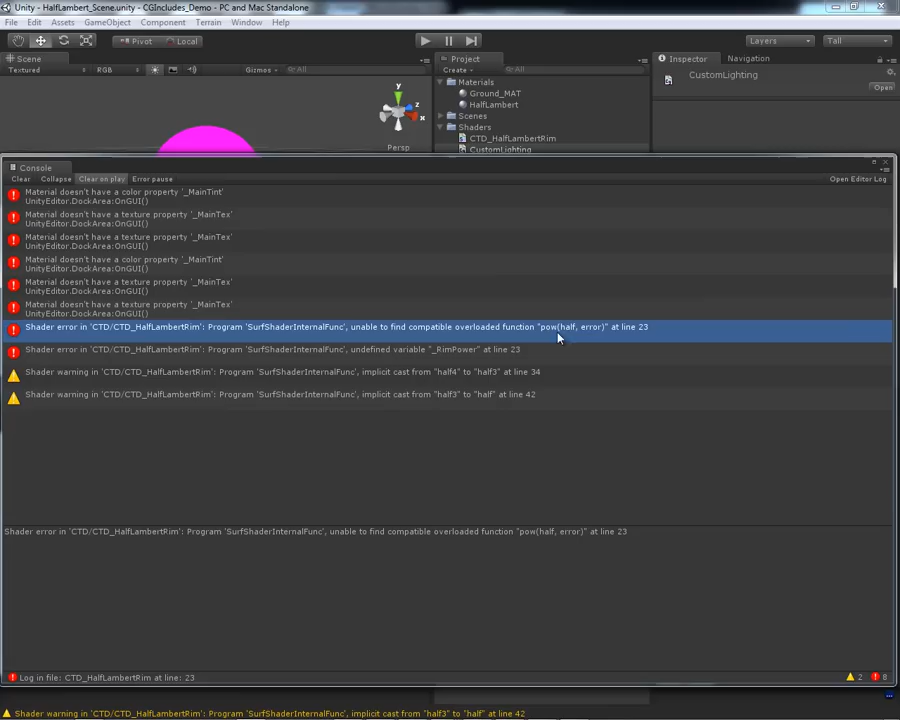 Unity - HalfLambert_Scene.unity - CGIncludes_Demo - PC and Mac Standalone
File Edit Assets GameObject Component Terrain Window Help
Pivot Local Layers Tall
Scene Project Inspector Navigation
Textured RGB Gizmos All Create All
CustomLighting
Open
Materials
Ground_MAT
HalfLambert
Scenes
Shaders
CTD_HalfLambertRim
CustomLighting
y
z
x
Persp
Console
Clear Collapse Clear on play Error pause Open Editor Log
Material doesn't have a color property '_MainTint'
UnityEditor.DockArea:OnGUI()
Material doesn't have a texture property '_MainTex'
UnityEditor.DockArea:OnGUI()
Material doesn't have a texture property '_MainTex'
UnityEditor.DockArea:OnGUI()
Material doesn't have a color property '_MainTint'
UnityEditor.DockArea:OnGUI()
Material doesn't have a texture property '_MainTex'
UnityEditor.DockArea:OnGUI()
Material doesn't have a texture property '_MainTex'
UnityEditor.DockArea:OnGUI()
Shader error in 'CTD/CTD_HalfLambertRim': Program 'SurfShaderInternalFunc', unable to find compatible overloaded function "pow(half, error)" at line 23
Shader error in 'CTD/CTD_HalfLambertRim': Program 'SurfShaderInternalFunc', undefined variable "_RimPower" at line 23
Shader warning in 'CTD/CTD_HalfLambertRim': Program 'SurfShaderInternalFunc', implicit cast from "half4" to "half3" at line 34
Shader warning in 'CTD/CTD_HalfLambertRim': Program 'SurfShaderInternalFunc', implicit cast from "half3" to "half" at line 42
Shader error in 'CTD/CTD_HalfLambertRim': Program 'SurfShaderInternalFunc', unable to find compatible overloaded function "pow(half, error)" at line 23
Log in file: CTD_HalfLambertRim at line: 23 2 8
Shader warning in 'CTD/CTD_HalfLambertRim': Program 'SurfShaderInternalFunc', implicit cast from "half3" to "half" at line 42